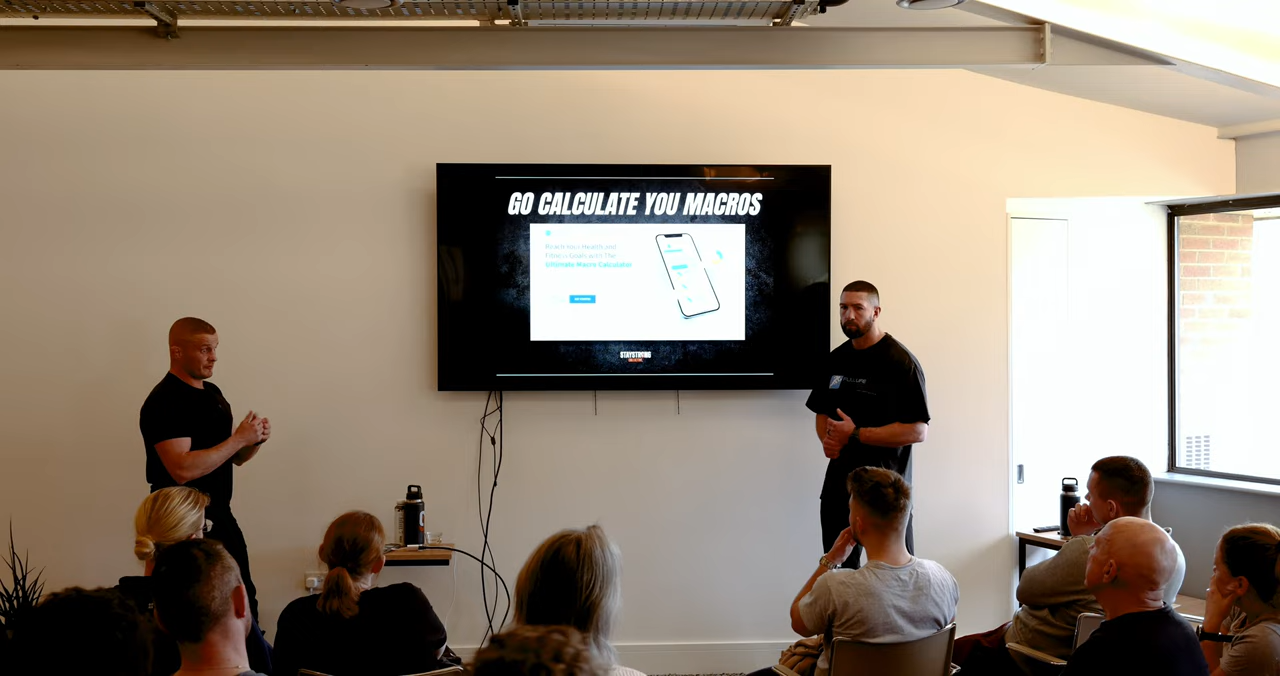 GO CALCULATE YOU MACROS
Reach Your Health and
Fitness Goals with The
Ultimate Macro Calculator
STAYSTRONG